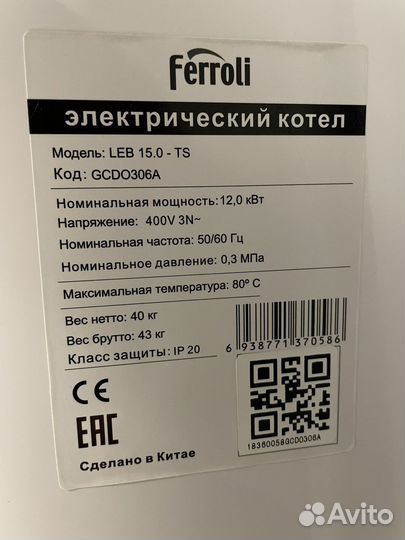 ferroli
электрический котел
Модель: LEB 15.0 - TS
Код: GCDO306A
Номинальная мощность: 12,0 кВт
Напряжение: 400V 3N~
Номинальная частота: 50/60 Гц
Номинальное давление: 0,3 МПа
Максимальная температура: 80º C
Вес нетто: 40 кг
Вес брутто: 43 кг
Класс защиты: IP 20
6 938771 370586
CE
EAC
18360058GCD0306A
Сделано в Китае
Avito